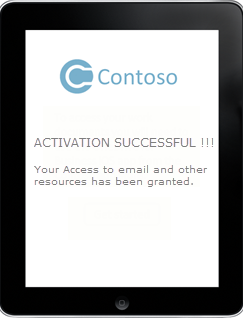 Contoso
ACTIVATION SUCCESSFUL !!!
Your Access to email and other
resources has been granted.